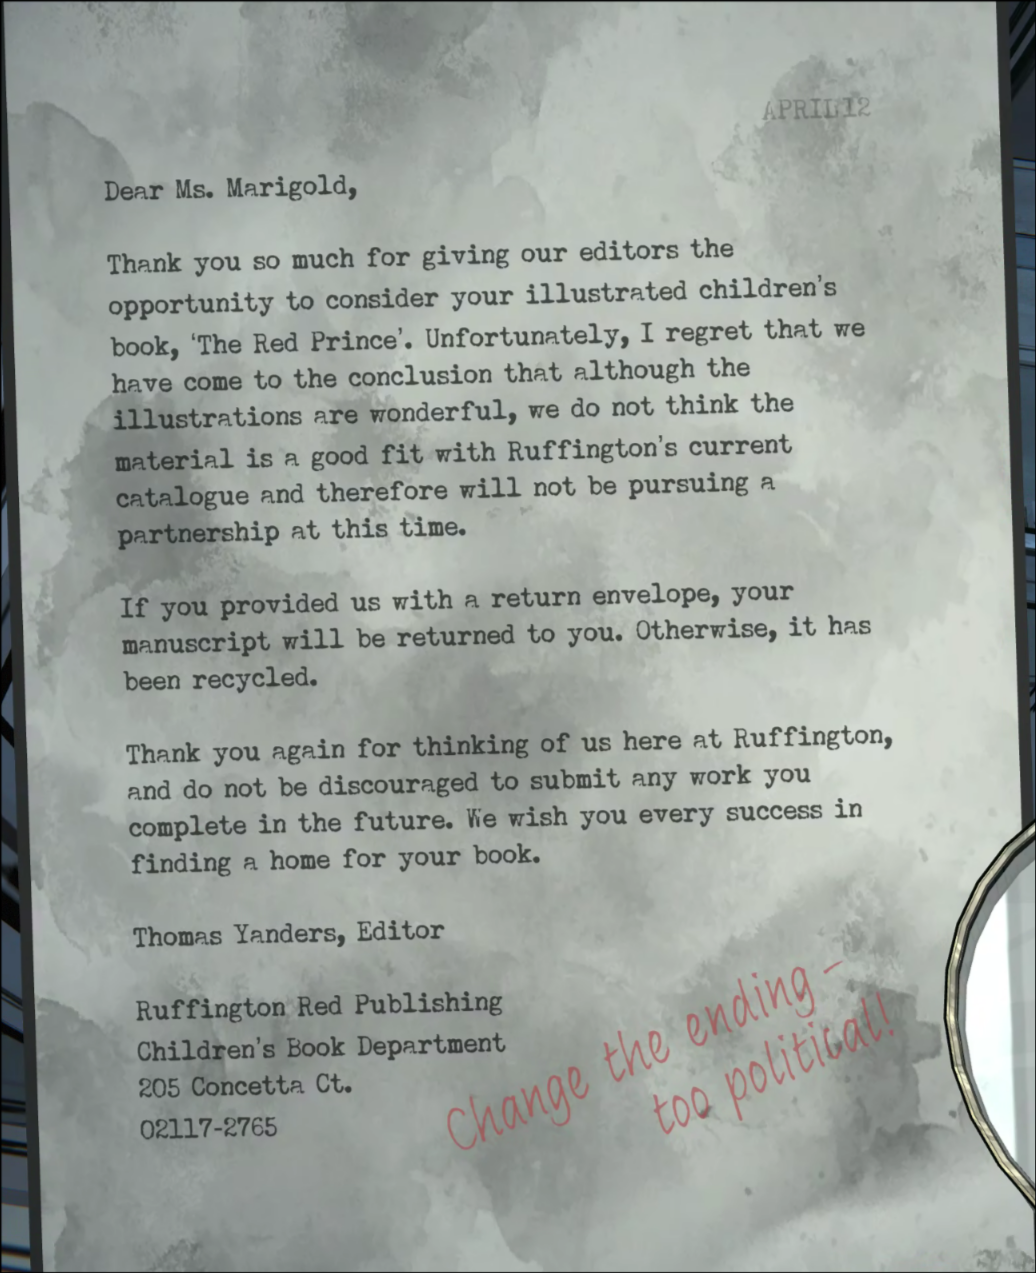 APRIL 12
Dear Ms. Marigold,
Thank you so much for giving our editors the
opportunity to consider your illustrated children's
book, ‘The Red Prince’. Unfortunately, I regret that we
have come to the conclusion that although the
illustrations are wonderful, we do not think the
material is a good fit with Ruffington's current
catalogue and therefore will not be pursuing a
partnership at this time.
If you provided us with a return envelope, your
manuscript will be returned to you. Otherwise, it has
been recycled.
Thank you again for thinking of us here at Ruffington,
and do not be discouraged to submit any work you
complete in the future. We wish you every success in
finding a home for your book.
Thomas Yanders, Editor
Ruffington Red Publishing
Children's Book Department
205 Concetta Ct.
02117-2765
Change the ending -
too political!